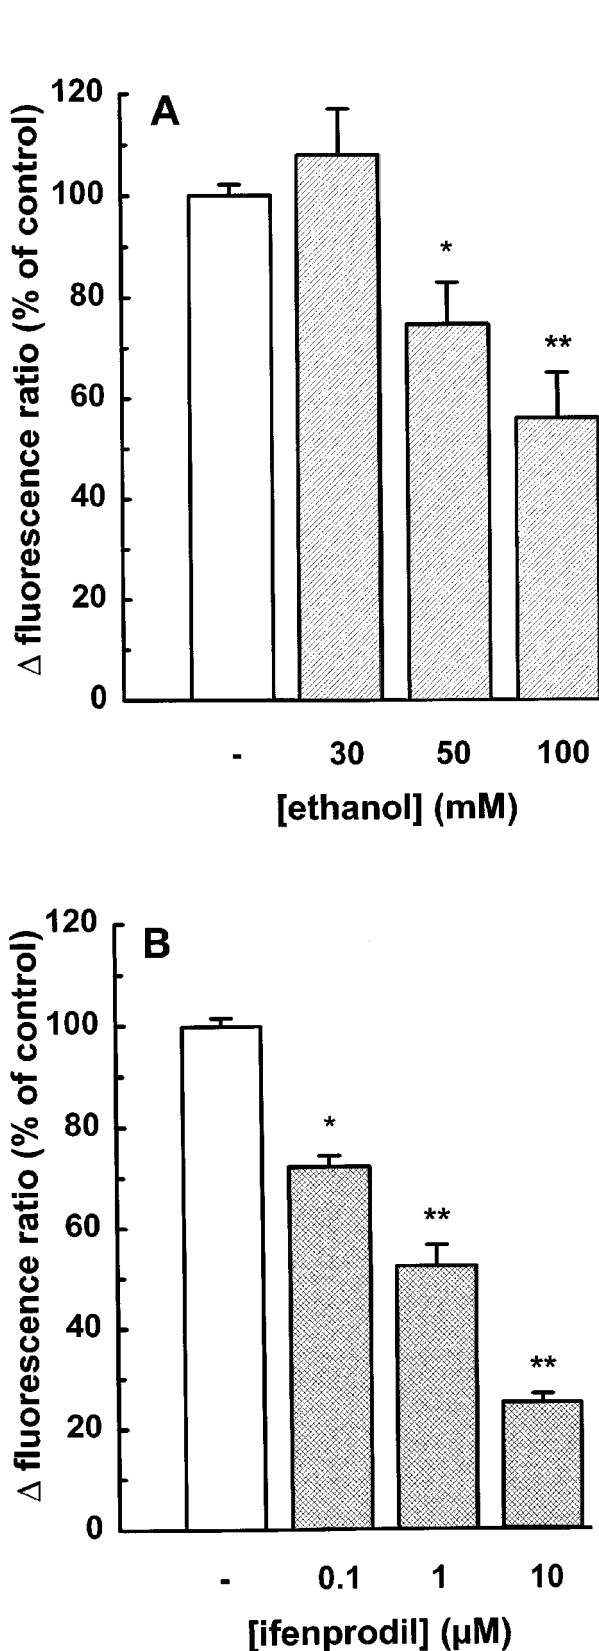 A
Δ fluorescence ratio (% of control)
120
100
80
60
40
20
0
*
**
- 30 50 100
[ethanol] (mM)
B
Δ fluorescence ratio (% of control)
120
100
80
60
40
20
0
*
**
**
- 0.1 1 10
[ifenprodil] (µM)